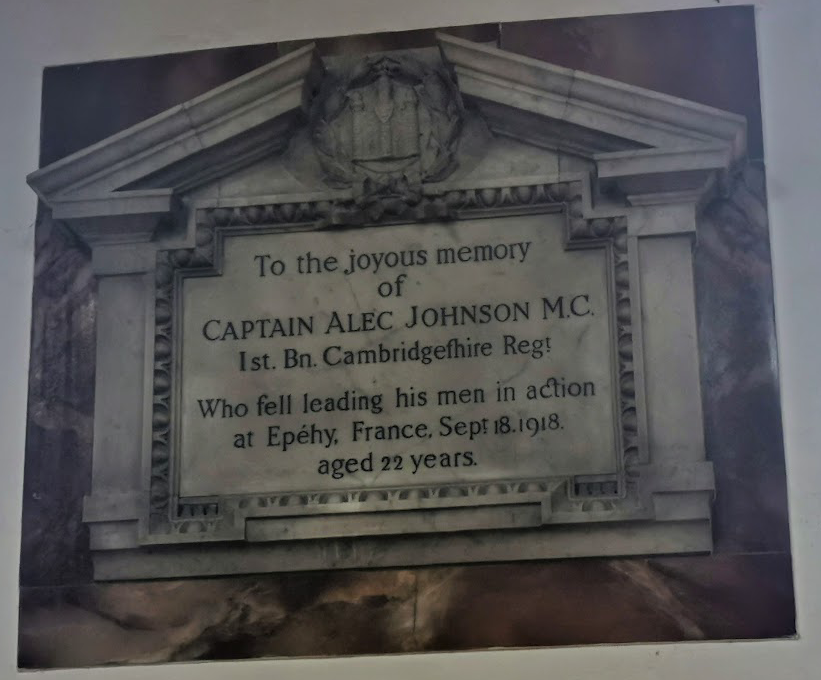 To the joyous memory
of
CAPTAIN ALEC JOHNSON M.C.
1st. Bn. Cambridgeſhire Regt
Who fell leading his men in action
at Epéhy, France, Sept 18.1918.
aged 22 years.